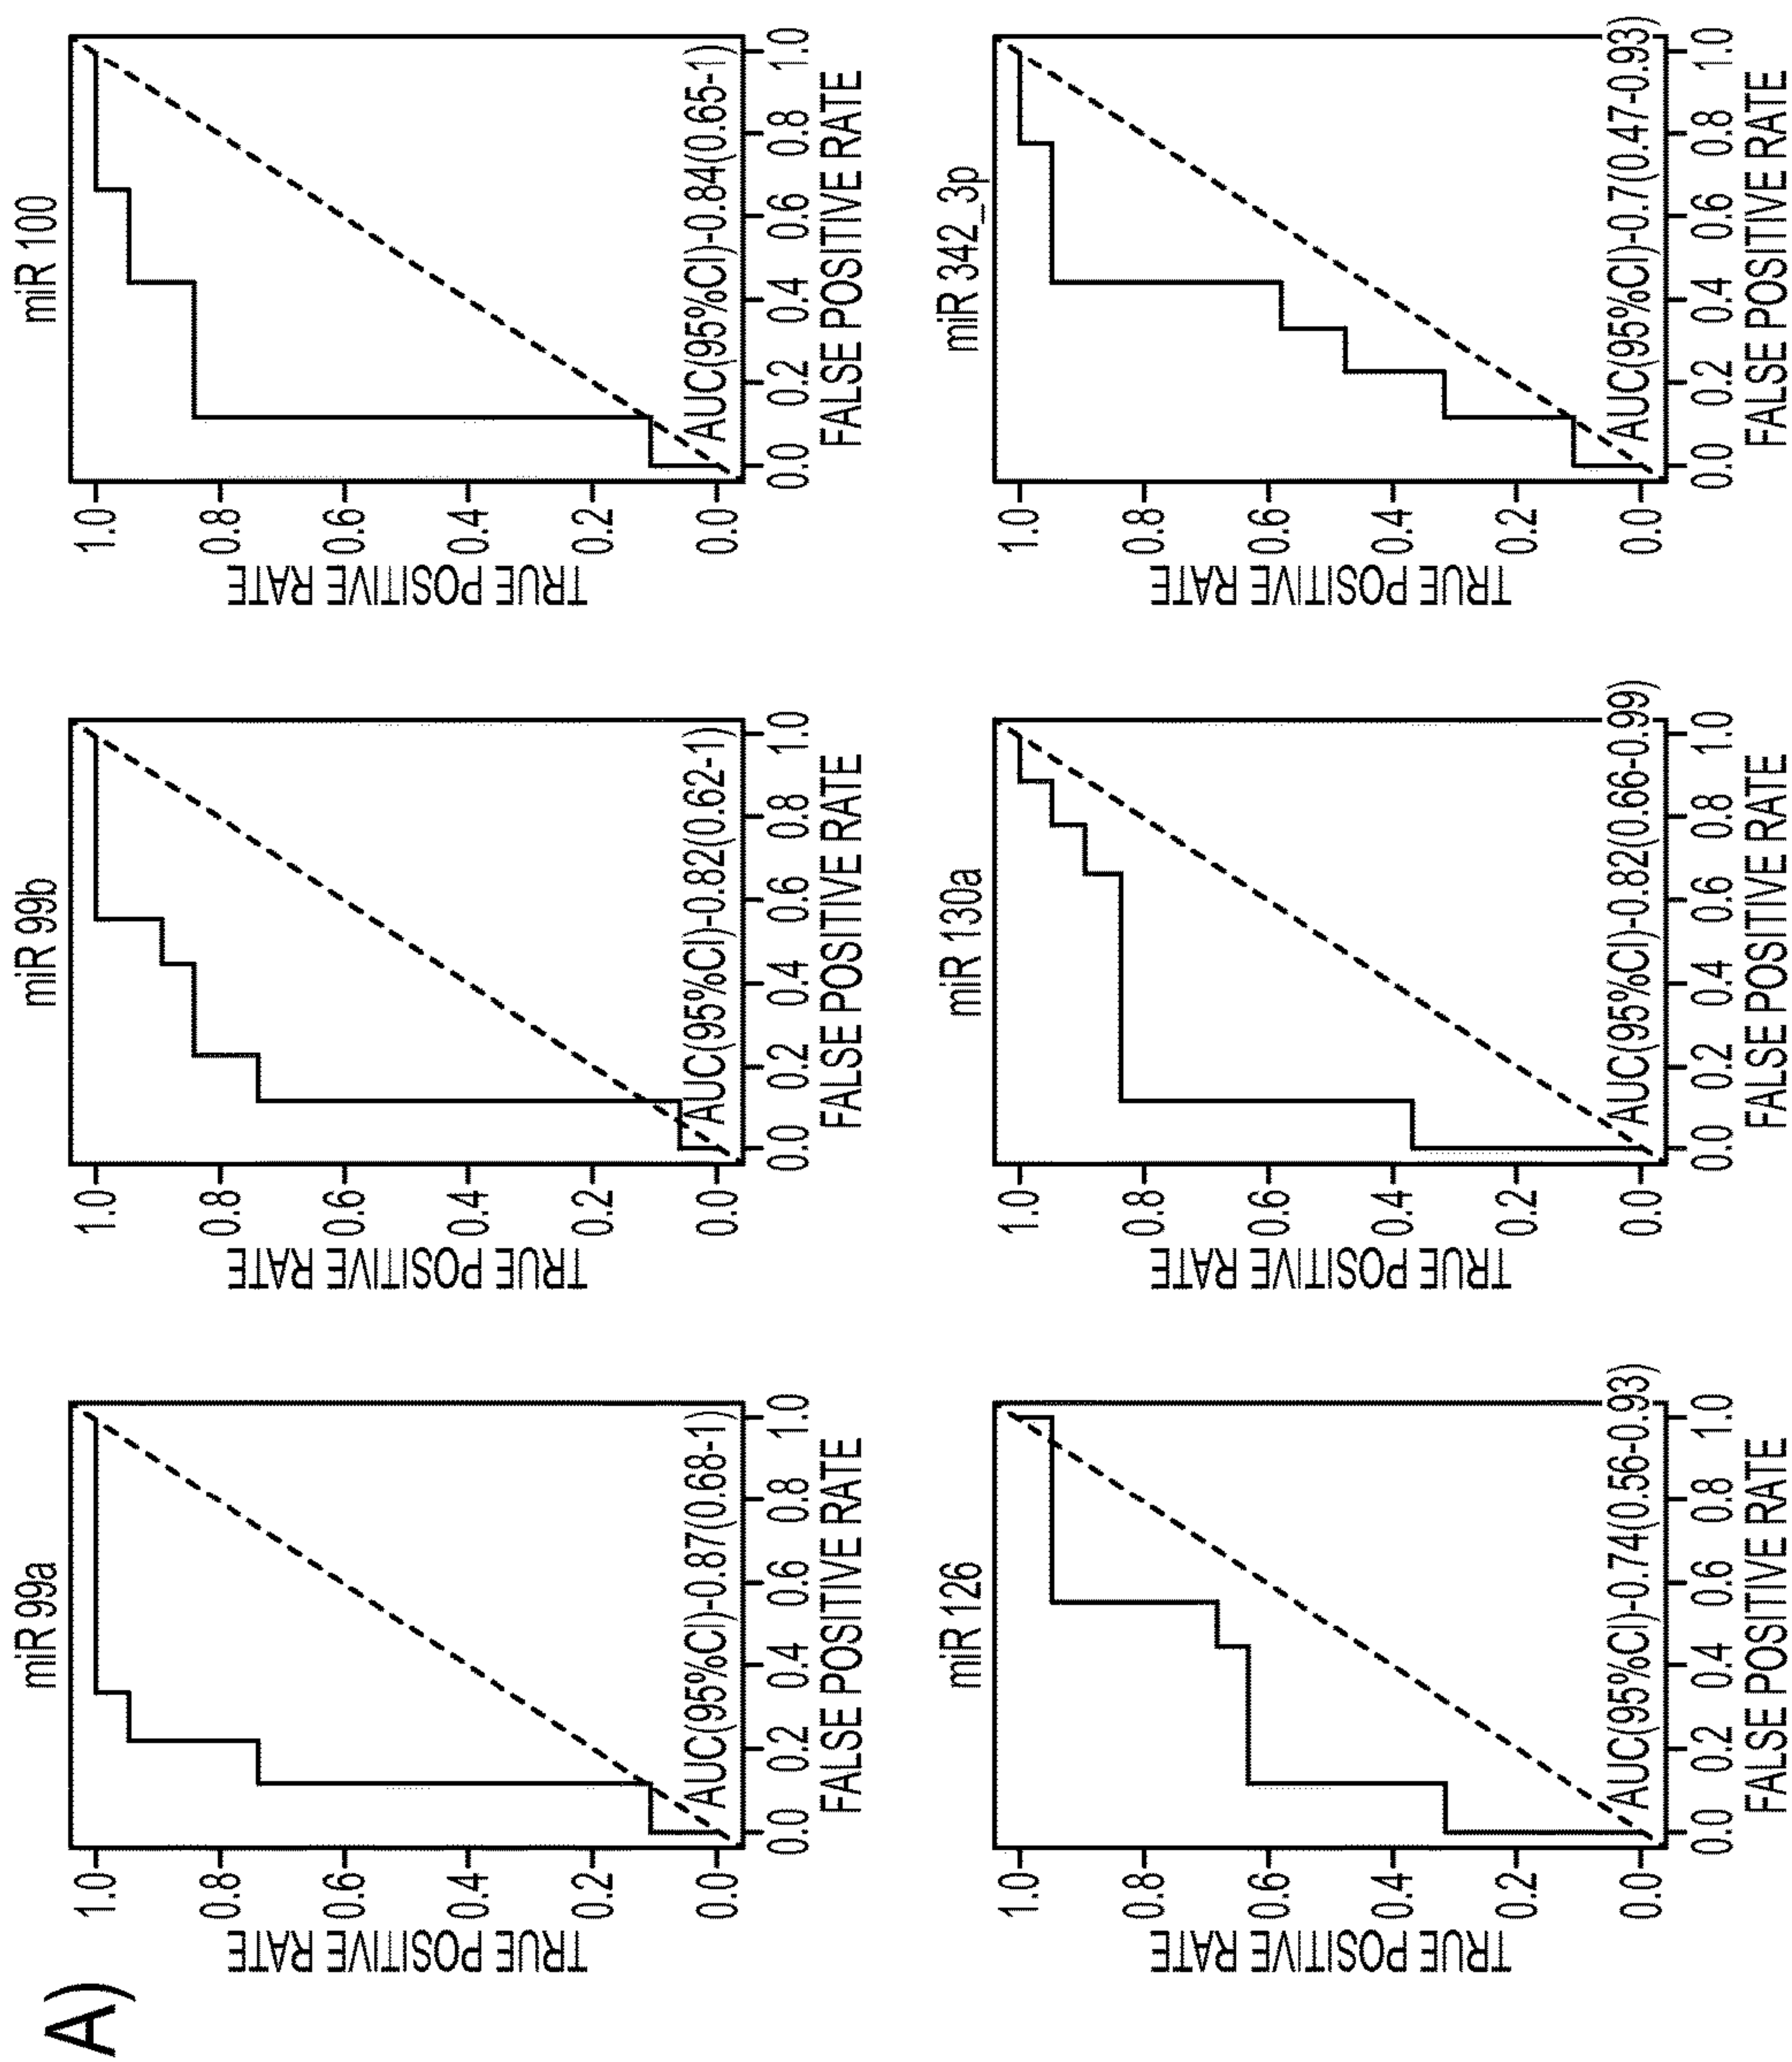 A)
miR 99a
TRUE POSITIVE RATE
1.0
0.8
0.6
0.4
0.2
0.0
AUC(95%CI)-0.87(0.68-1)
0.0 0.2 0.4 0.6 0.8 1.0
FALSE POSITIVE RATE
miR 99b
TRUE POSITIVE RATE
1.0
0.8
0.6
0.4
0.2
0.0
AUC(95%CI)-0.82(0.62-1)
0.0 0.2 0.4 0.6 0.8 1.0
FALSE POSITIVE RATE
miR 100
TRUE POSITIVE RATE
1.0
0.8
0.6
0.4
0.2
0.0
AUC(95%CI)-0.84(0.65-1)
0.0 0.2 0.4 0.6 0.8 1.0
FALSE POSITIVE RATE
miR 126
TRUE POSITIVE RATE
1.0
0.8
0.6
0.4
0.2
0.0
AUC(95%CI)-0.74(0.56-0.93)
0.0 0.2 0.4 0.6 0.8 1.0
FALSE POSITIVE RATE
miR 130a
TRUE POSITIVE RATE
1.0
0.8
0.6
0.4
0.2
0.0
AUC(95%CI)-0.82(0.66-0.99)
0.0 0.2 0.4 0.6 0.8 1.0
FALSE POSITIVE RATE
miR 342_3p
TRUE POSITIVE RATE
1.0
0.8
0.6
0.4
0.2
0.0
AUC(95%CI)-0.7(0.47-0.93)
0.0 0.2 0.4 0.6 0.8 1.0
FALSE POSITIVE RATE